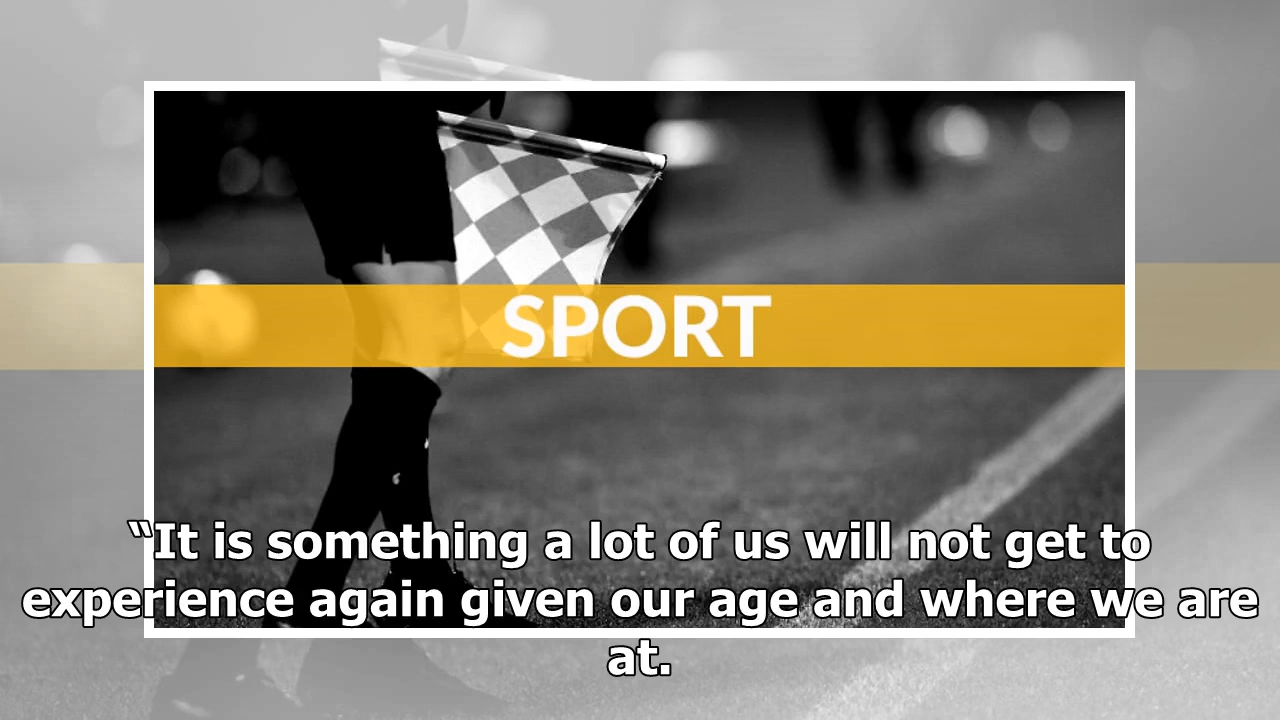 SPORT
“It is something a lot of us will not get to
experience again given our age and where we are
at.